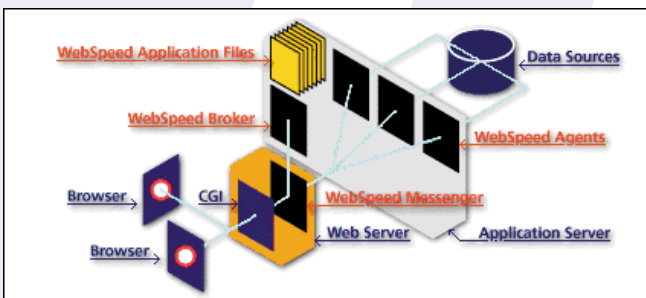 WebSpeed Application Files
Data Sources
WebSpeed Broker
WebSpeed Agents
Browser
CGI
WebSpeed Massenger
Web Server
Application Server
Browser